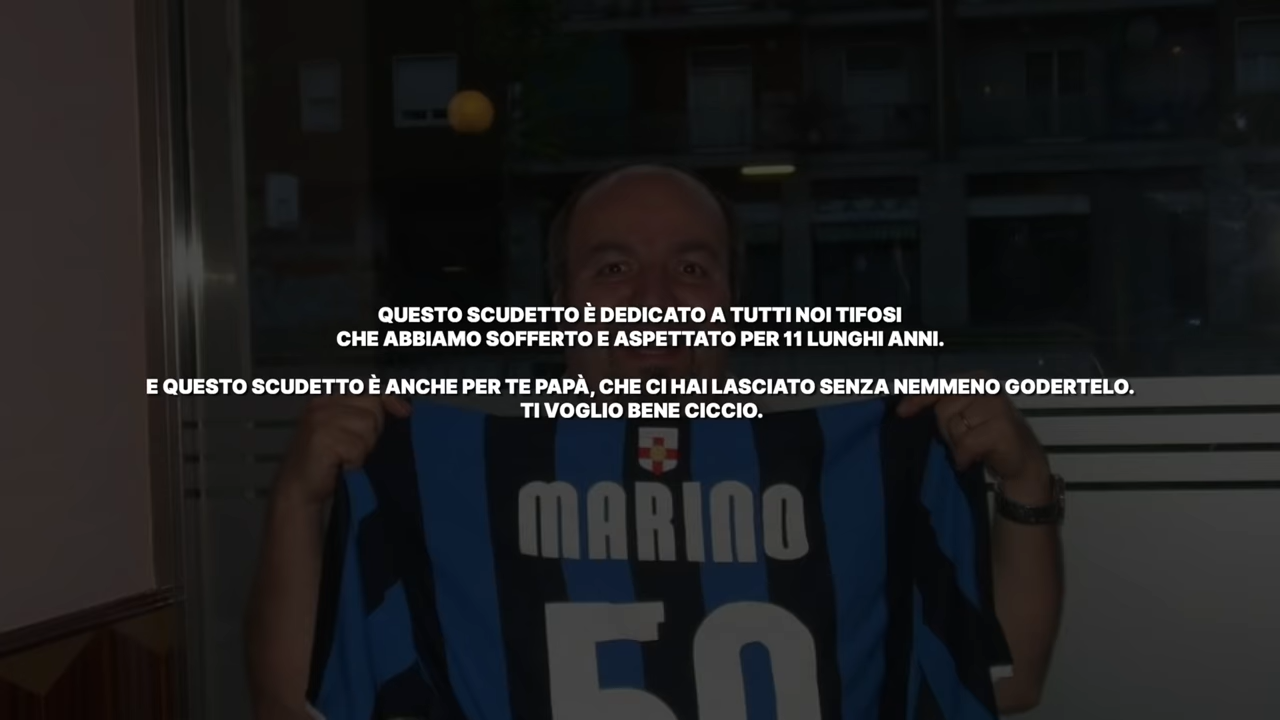 QUESTO SCUDETTO È DEDICATO A TUTTI NOI TIFOSI
CHE ABBIAMO SOFFERTO E ASPETTATO PER 11 LUNGHI ANNI.
E QUESTO SCUDETTO È ANCHE PER TE PAPÀ, CHE CI HAI LASCIATO SENZA NEMMENO GODERTELO.
TI VOGLIO BENE CICCIO.
MARINO
50